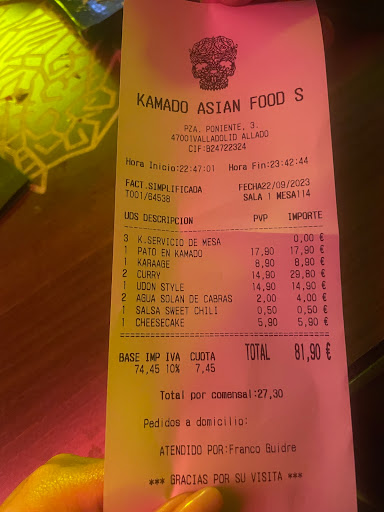 KAMADO ASIAN FOOD S
PZA. PONIENTE, 3.
47001VALLADOLID ALLADO
CIF:B24722324
Hora Inicio:22:47:01 Hora Fin:23:42:44
FACT.SIMPLIFICADA FECHA22/09/2023
T001/64538 SALA 1 MESA114
UDS DESCRIPCION PVP IMPORTE
3 K.SERVICIO DE MESA 0,00 €
1 PATO EN KAMADO 17,90 17,90 €
1 KARAAGE 8,90 8,90 €
2 CURRY 14,90 29,80 €
1 UDON STYLE 14,90 14,90 €
2 AGUA SOLAN DE CABRAS 2,00 4,00 €
1 SALSA SWEET CHILI 0,50 0,50 €
1 CHEESECAKE 5,90 5,90 €
BASE IMP IVA CUOTA TOTAL 81,90 €
74,45 10% 7,45
Total por comensal:27,30
Pedidos a domicilio:
ATENDIDO POR:Franco Guidre
*** GRACIAS POR SU VISITA ***